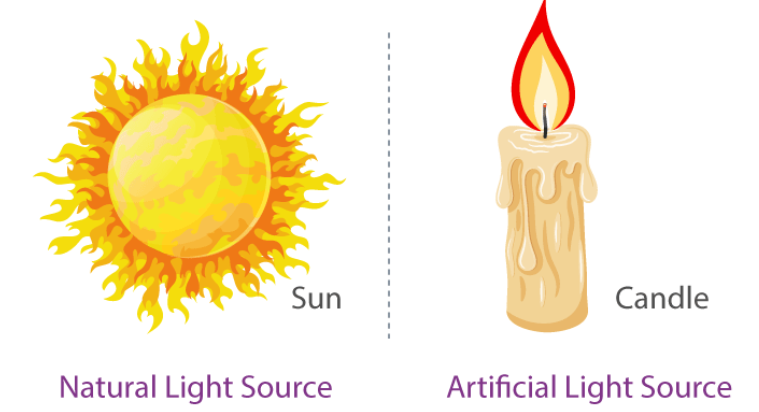 Sun
Candle
Natural Light Source
Artificial Light Source